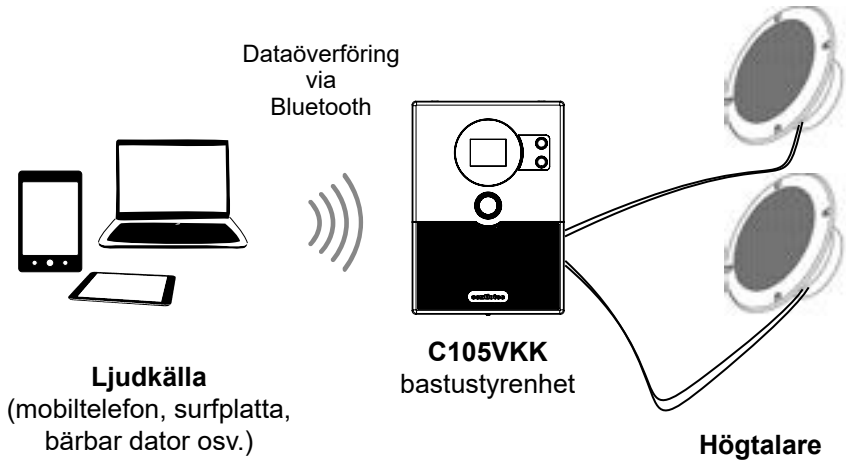 Dataöverföring
via
Bluetooth
C105VKK
bastustyrenhet
Ljudkälla
(mobiltelefon, surfplatta,
bärbar dator osv.)
Högtalare